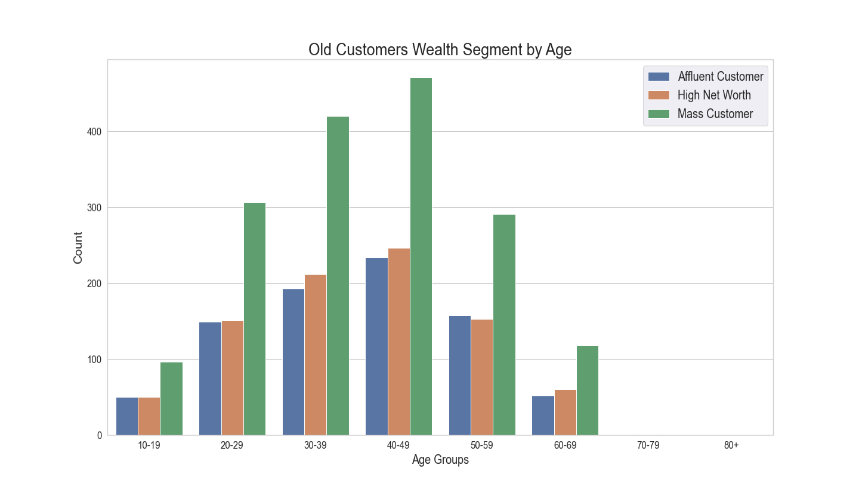 Old Customers Wealth Segment by Age
Affluent Customer
High Net Worth
Mass Customer
400
300
200
100
0
Count
10-19 20-29 30-39 40-49 50-59 60-69 70-79 80+
Age Groups